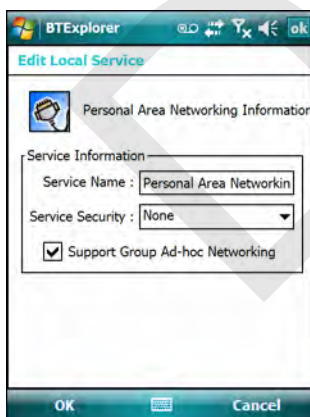 BTExplorer ok
Edit Local Service
Personal Area Networking Information
Service Information
Service Name : Personal Area Networkin
Service Security : None
Support Group Ad-hoc Networking
OK Cancel